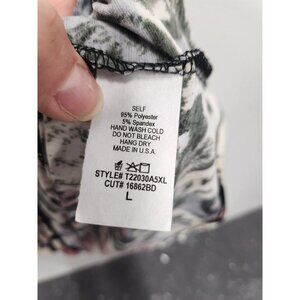 SELF
95% Polyester
5% Spandex
HAND WASH COLD
DO NOT BLEACH
HANG DRY
MADE IN U.S.A.
STYLE# T22030A5XL
CUT# 16862BD
L